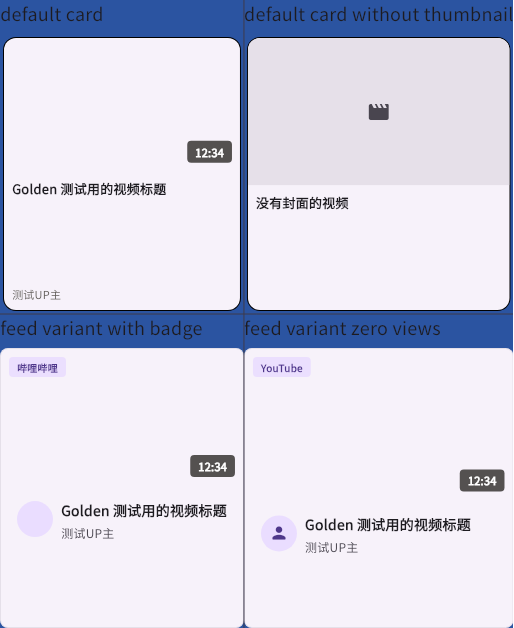 default card
12:34
Golden 测试用的视频标题
测试UP主
default card without thumbnail
没有封面的视频
feed variant with badge
哔哩哔哩
12:34
Golden 测试用的视频标题
测试UP主
feed variant zero views
YouTube
12:34
Golden 测试用的视频标题
测试UP主